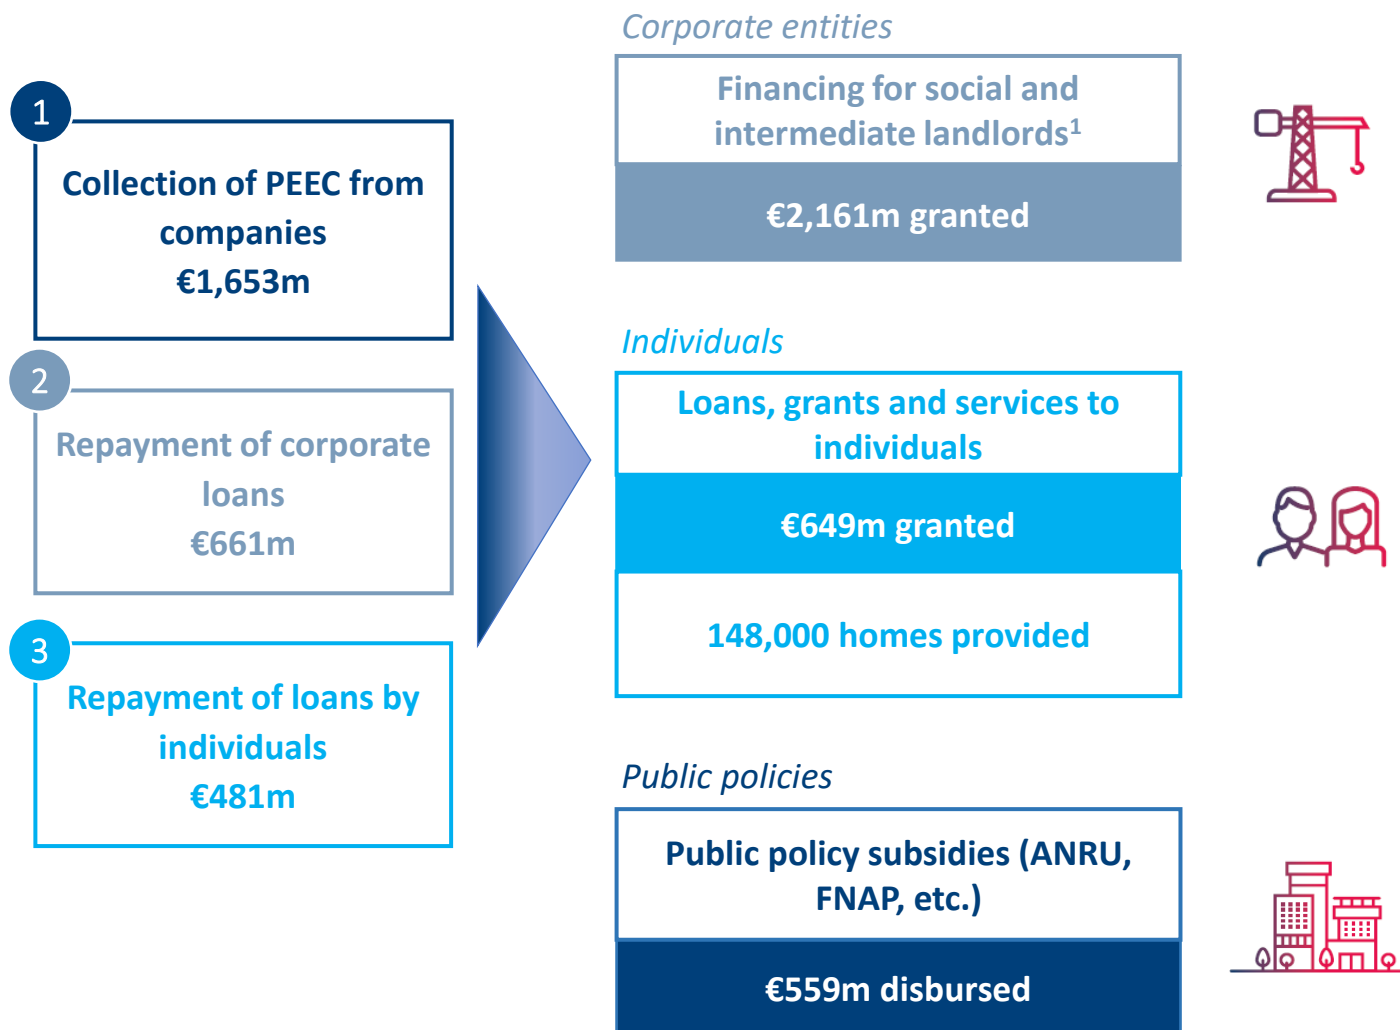 1
Collection of PEEC from
companies
€1,653m
2
Repayment of corporate
loans
€661m
3
Repayment of loans by
individuals
€481m
Corporate entities
Financing for social and
intermediate landlords¹
€2,161m granted
Individuals
Loans, grants and services to
individuals
€649m granted
148,000 homes provided
Public policies
Public policy subsidies (ANRU,
FNAP, etc.)
€559m disbursed